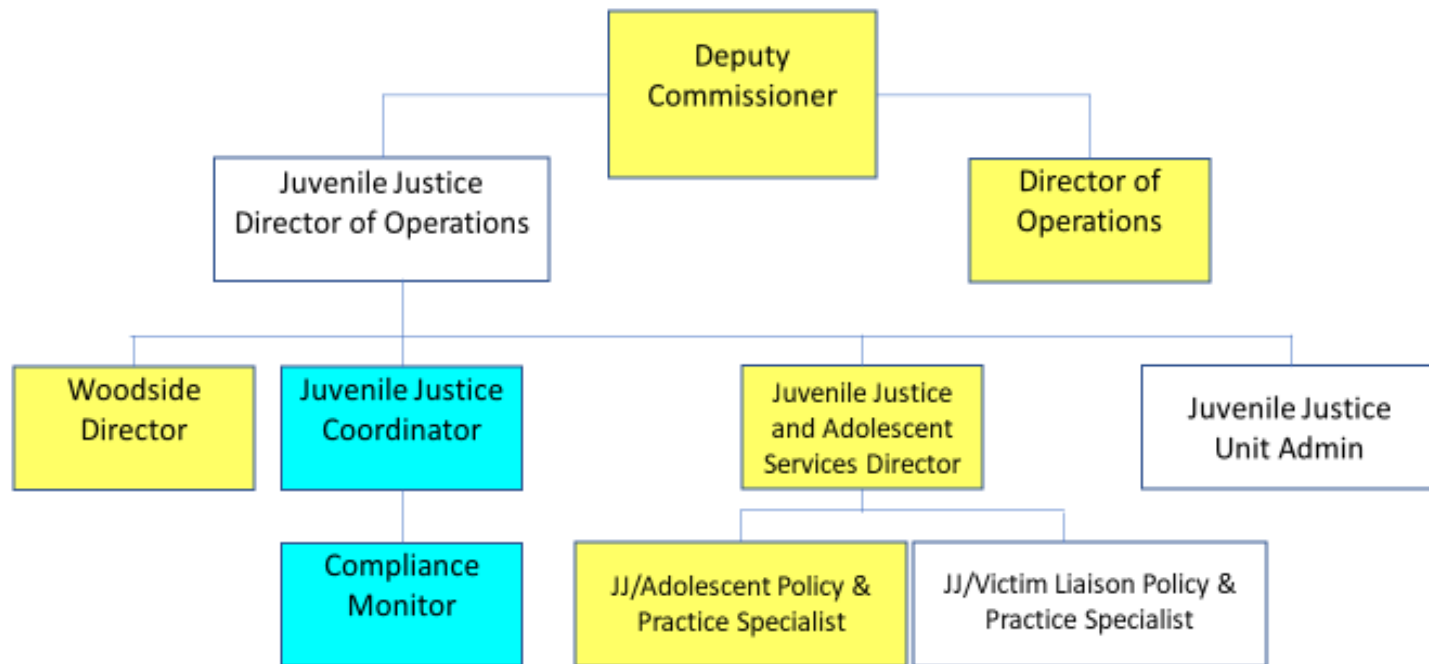 Deputy
Commissioner
Juvenile Justice
Director of Operations
Director of
Operations
Woodside
Director
Juvenile Justice
Coordinator
Juvenile Justice
and Adolescent
Services Director
Juvenile Justice
Unit Admin
Compliance
Monitor
JJ/Adolescent Policy &
Practice Specialist
JJ/Victim Liaison Policy &
Practice Specialist